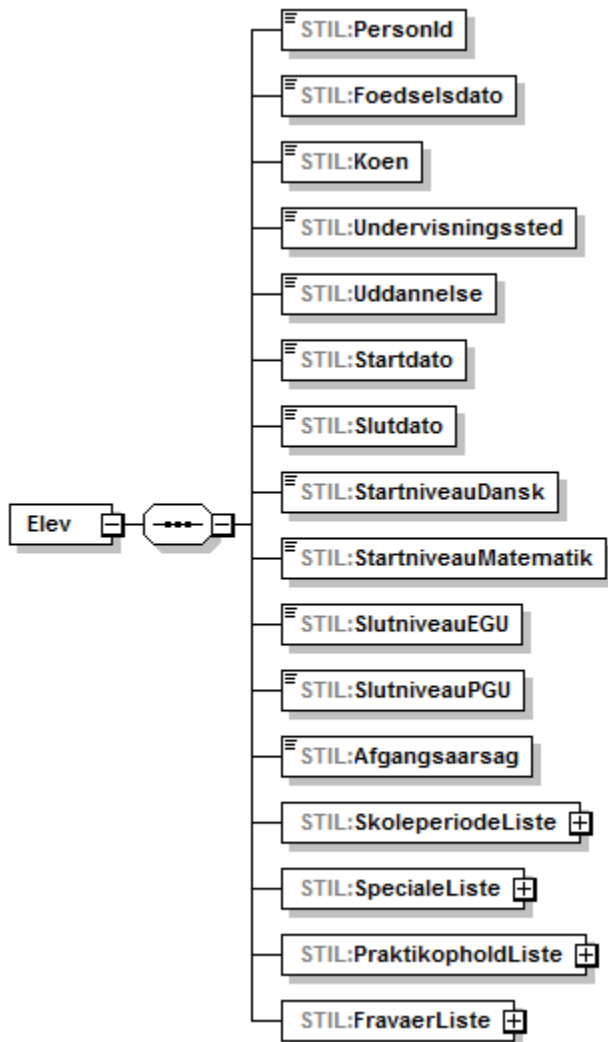 STIL:PersonId
STIL:Foedselsdato
STIL:Koen
STIL:Undervisningssted
STIL:Uddannelse
STIL:Startdato
STIL:Slutdato
STIL:StartniveauDansk
Elev
STIL:StartniveauMatematik
STIL:SlutniveauEGU
STIL:SlutniveauPGU
STIL:Afgangsaarsag
STIL:SkoleperiodeListe
STIL:SpecialeListe
STIL:PraktikopholdListe
STIL:FravaerListe